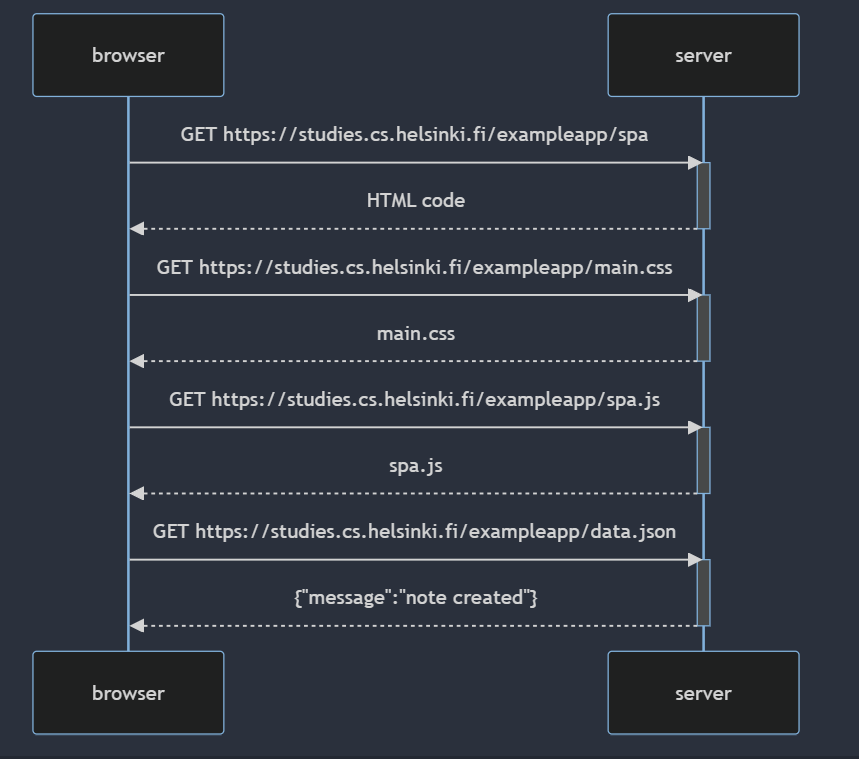 browser
server
GET https://studies.cs.helsinki.fi/exampleapp/spa
HTML code
GET https://studies.cs.helsinki.fi/exampleapp/main.css
main.css
GET https://studies.cs.helsinki.fi/exampleapp/spa.js
spa.js
GET https://studies.cs.helsinki.fi/exampleapp/data.json
{"message":"note created"}
browser
server